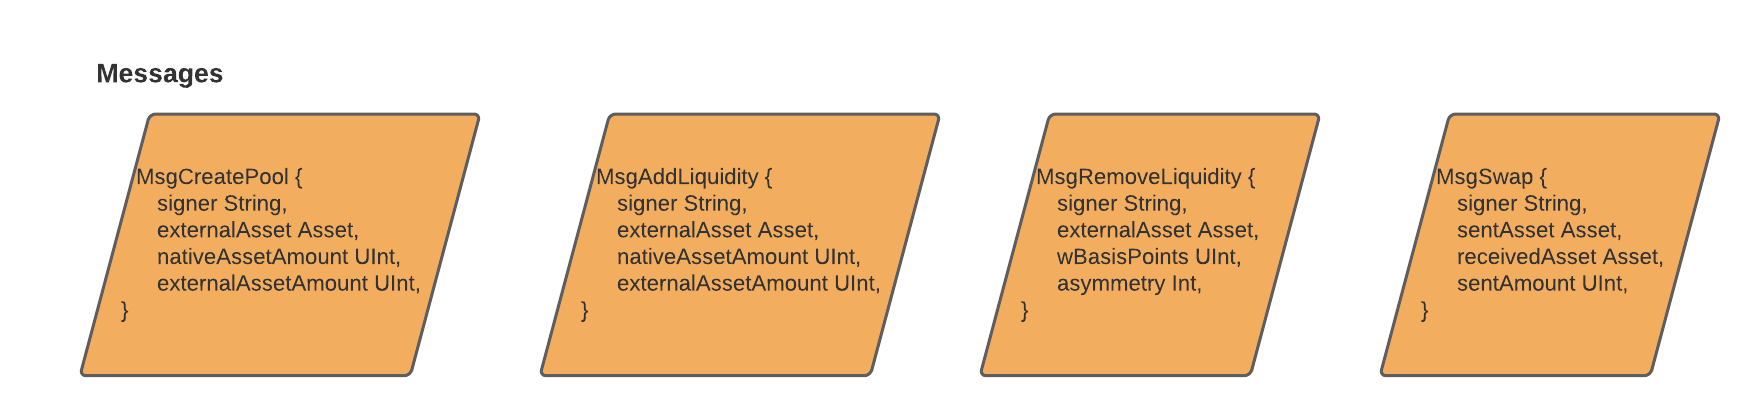 Messages
MsgCreatePool {
signer String,
externalAsset Asset,
nativeAssetAmount UInt,
externalAssetAmount UInt,
}
MsgAddLiquidity {
signer String,
externalAsset Asset,
nativeAssetAmount UInt,
externalAssetAmount UInt,
}
MsgRemoveLiquidity {
signer String,
externalAsset Asset,
wBasisPoints UInt,
asymmetry Int,
}
MsgSwap {
signer String,
sentAsset Asset,
receivedAsset Asset,
sentAmount UInt,
}